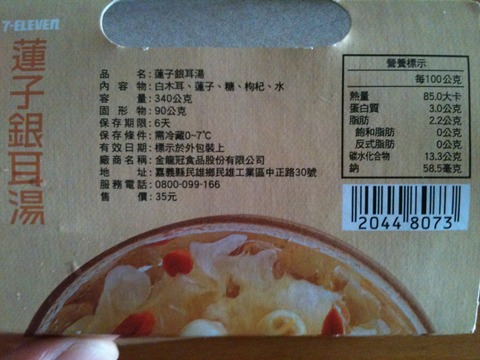 7-ELEVEn
蓮子銀耳湯
品名:蓮子銀耳湯
內容物:白木耳、蓮子、糖、枸杞、水
容量:340公克
固形物:90公克
保存期限:6天
保存條件:需冷藏0~7℃
有效日期:標示於外包裝上
廠商名稱:金龍冠食品股份有限公司
地址:嘉義縣民雄鄉民雄工業區中正路30號
服務電話:0800-099-166
售價:35元
營養標示
每100公克
熱量 85.0大卡
蛋白質 3.0公克
脂肪 2.2公克
飽和脂肪 0公克
反式脂肪 0公克
碳水化合物 13.3公克
鈉 58.5毫克
2044 8073